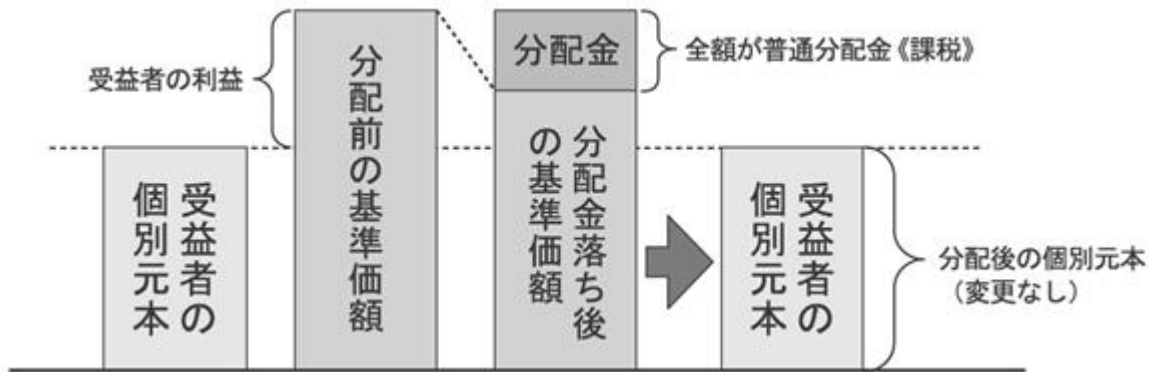 受益者の利益
受益者の
個別元本
分配前の基準価額
分配金
全額が普通分配金《課税》
分配金落ち後
の基準価額
受益者の
個別元本
分配後の個別元本
（変更なし）